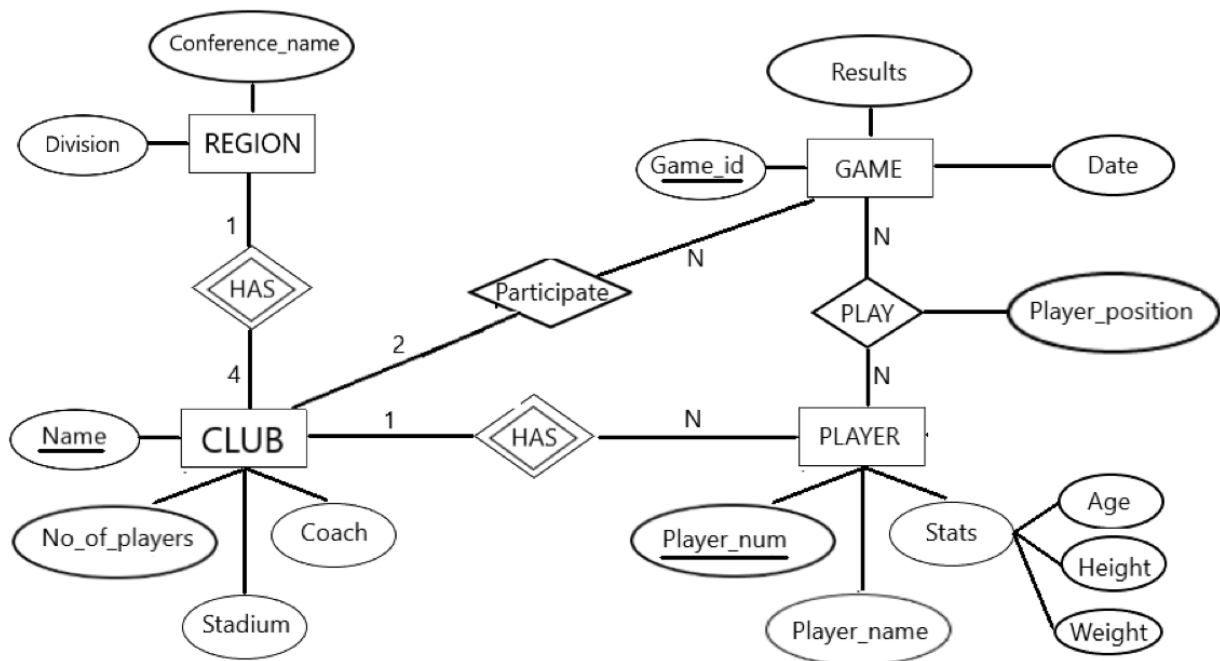 Conference_name
Results
Division
REGION
Game_id
GAME
Date
1
N
N
HAS
Participate
PLAY
Player_position
2
4
N
Name
CLUB
1
HAS
N
PLAYER
No_of_players
Coach
Player_num
Stats
Age
Height
Stadium
Player_name
Weight